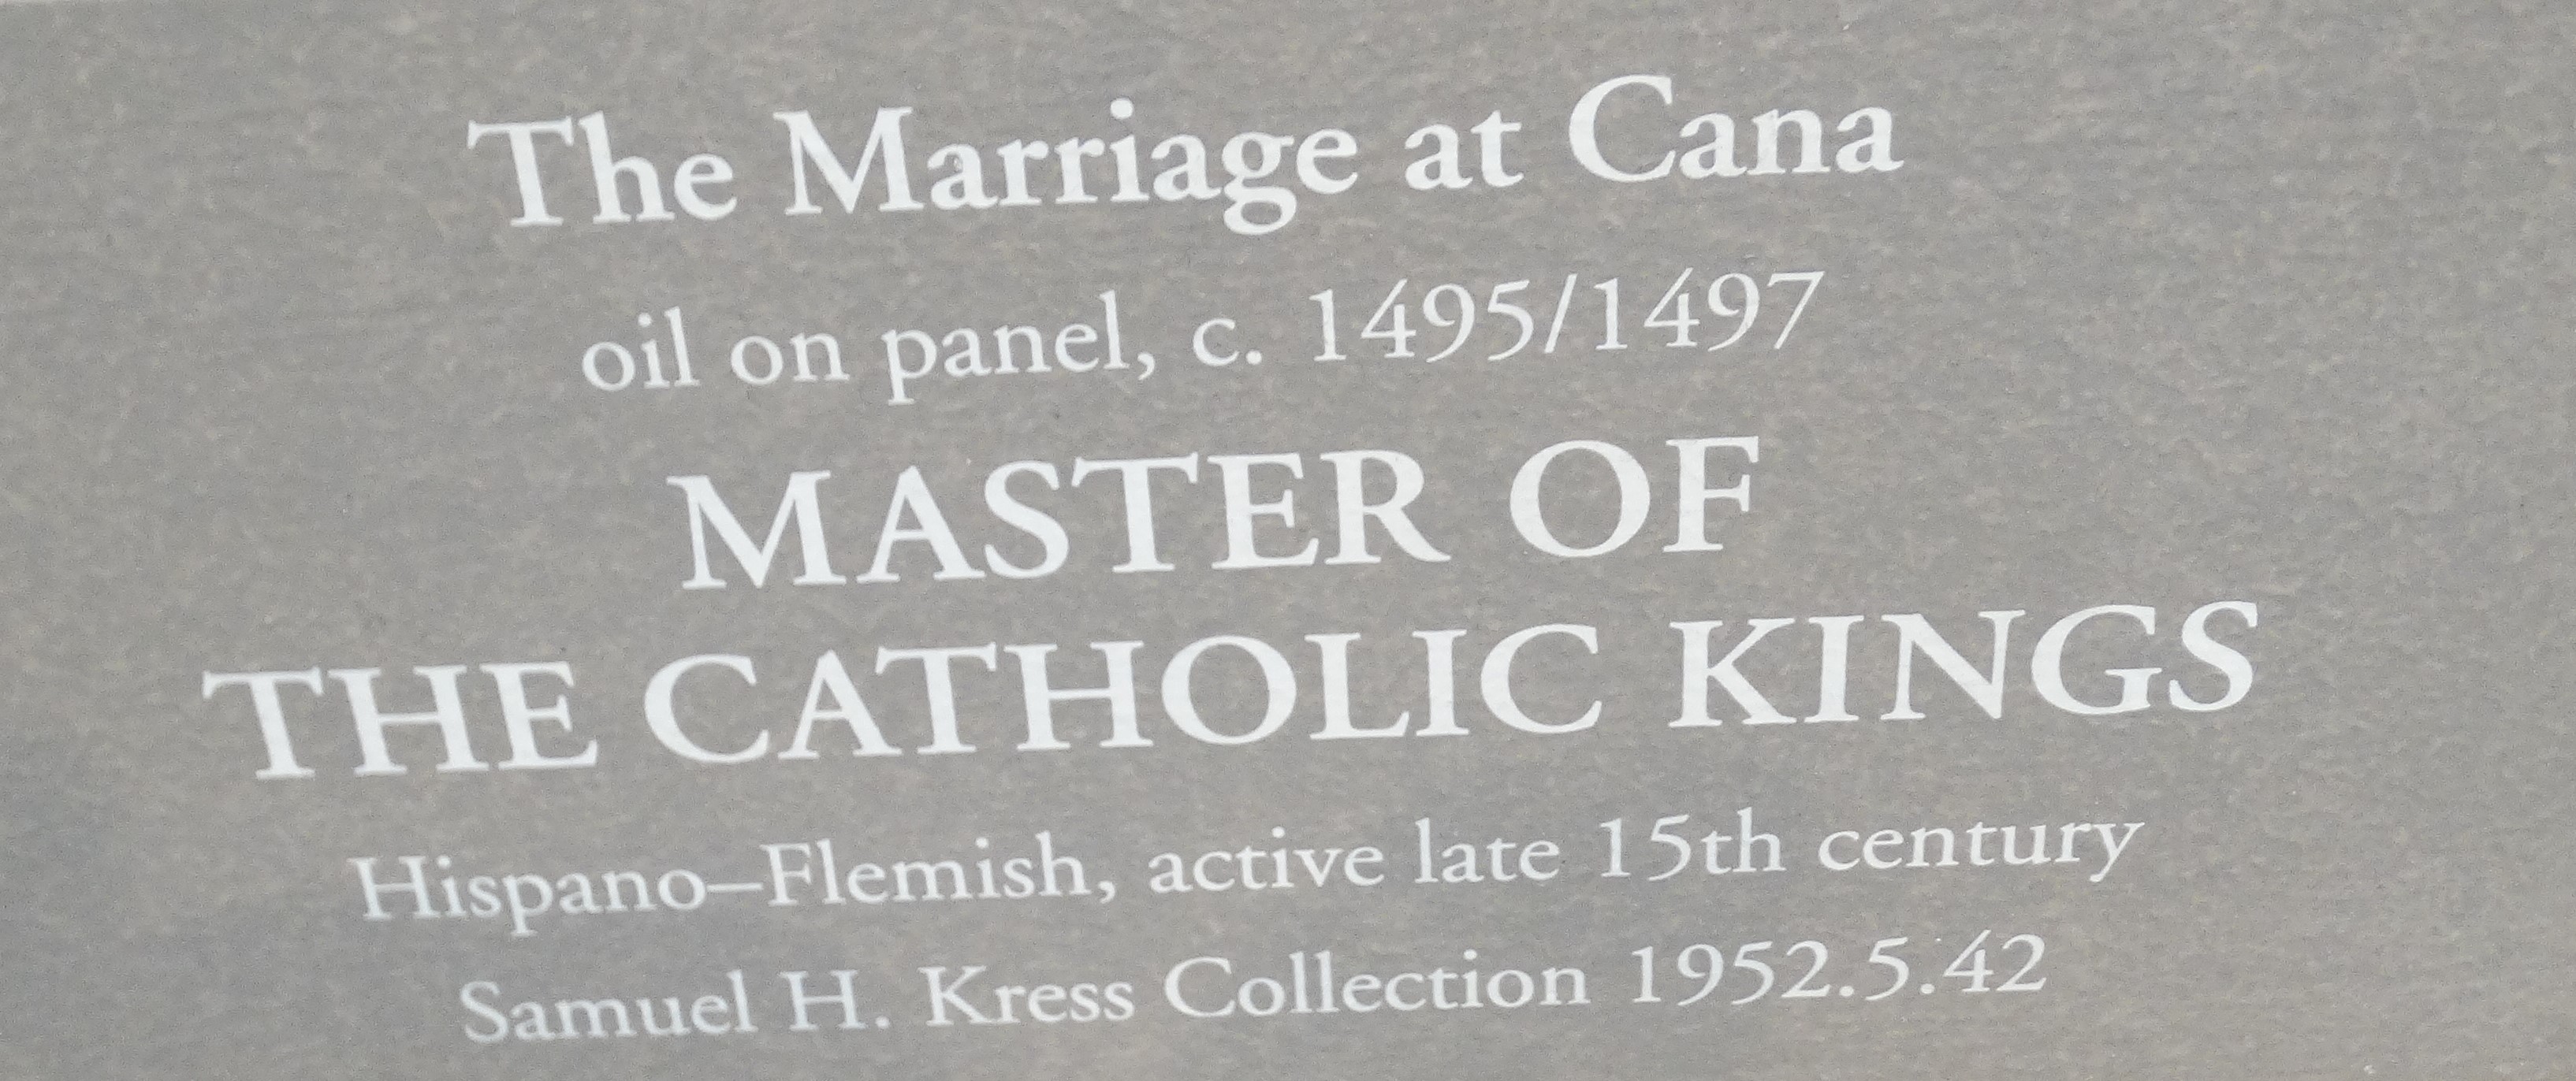 The Marriage at Cana
oil on panel, c. 1495/1497
MASTER OF
THE CATHOLIC KINGS
Hispano–Flemish, active late 15th century
Samuel H. Kress Collection 1952.5.42